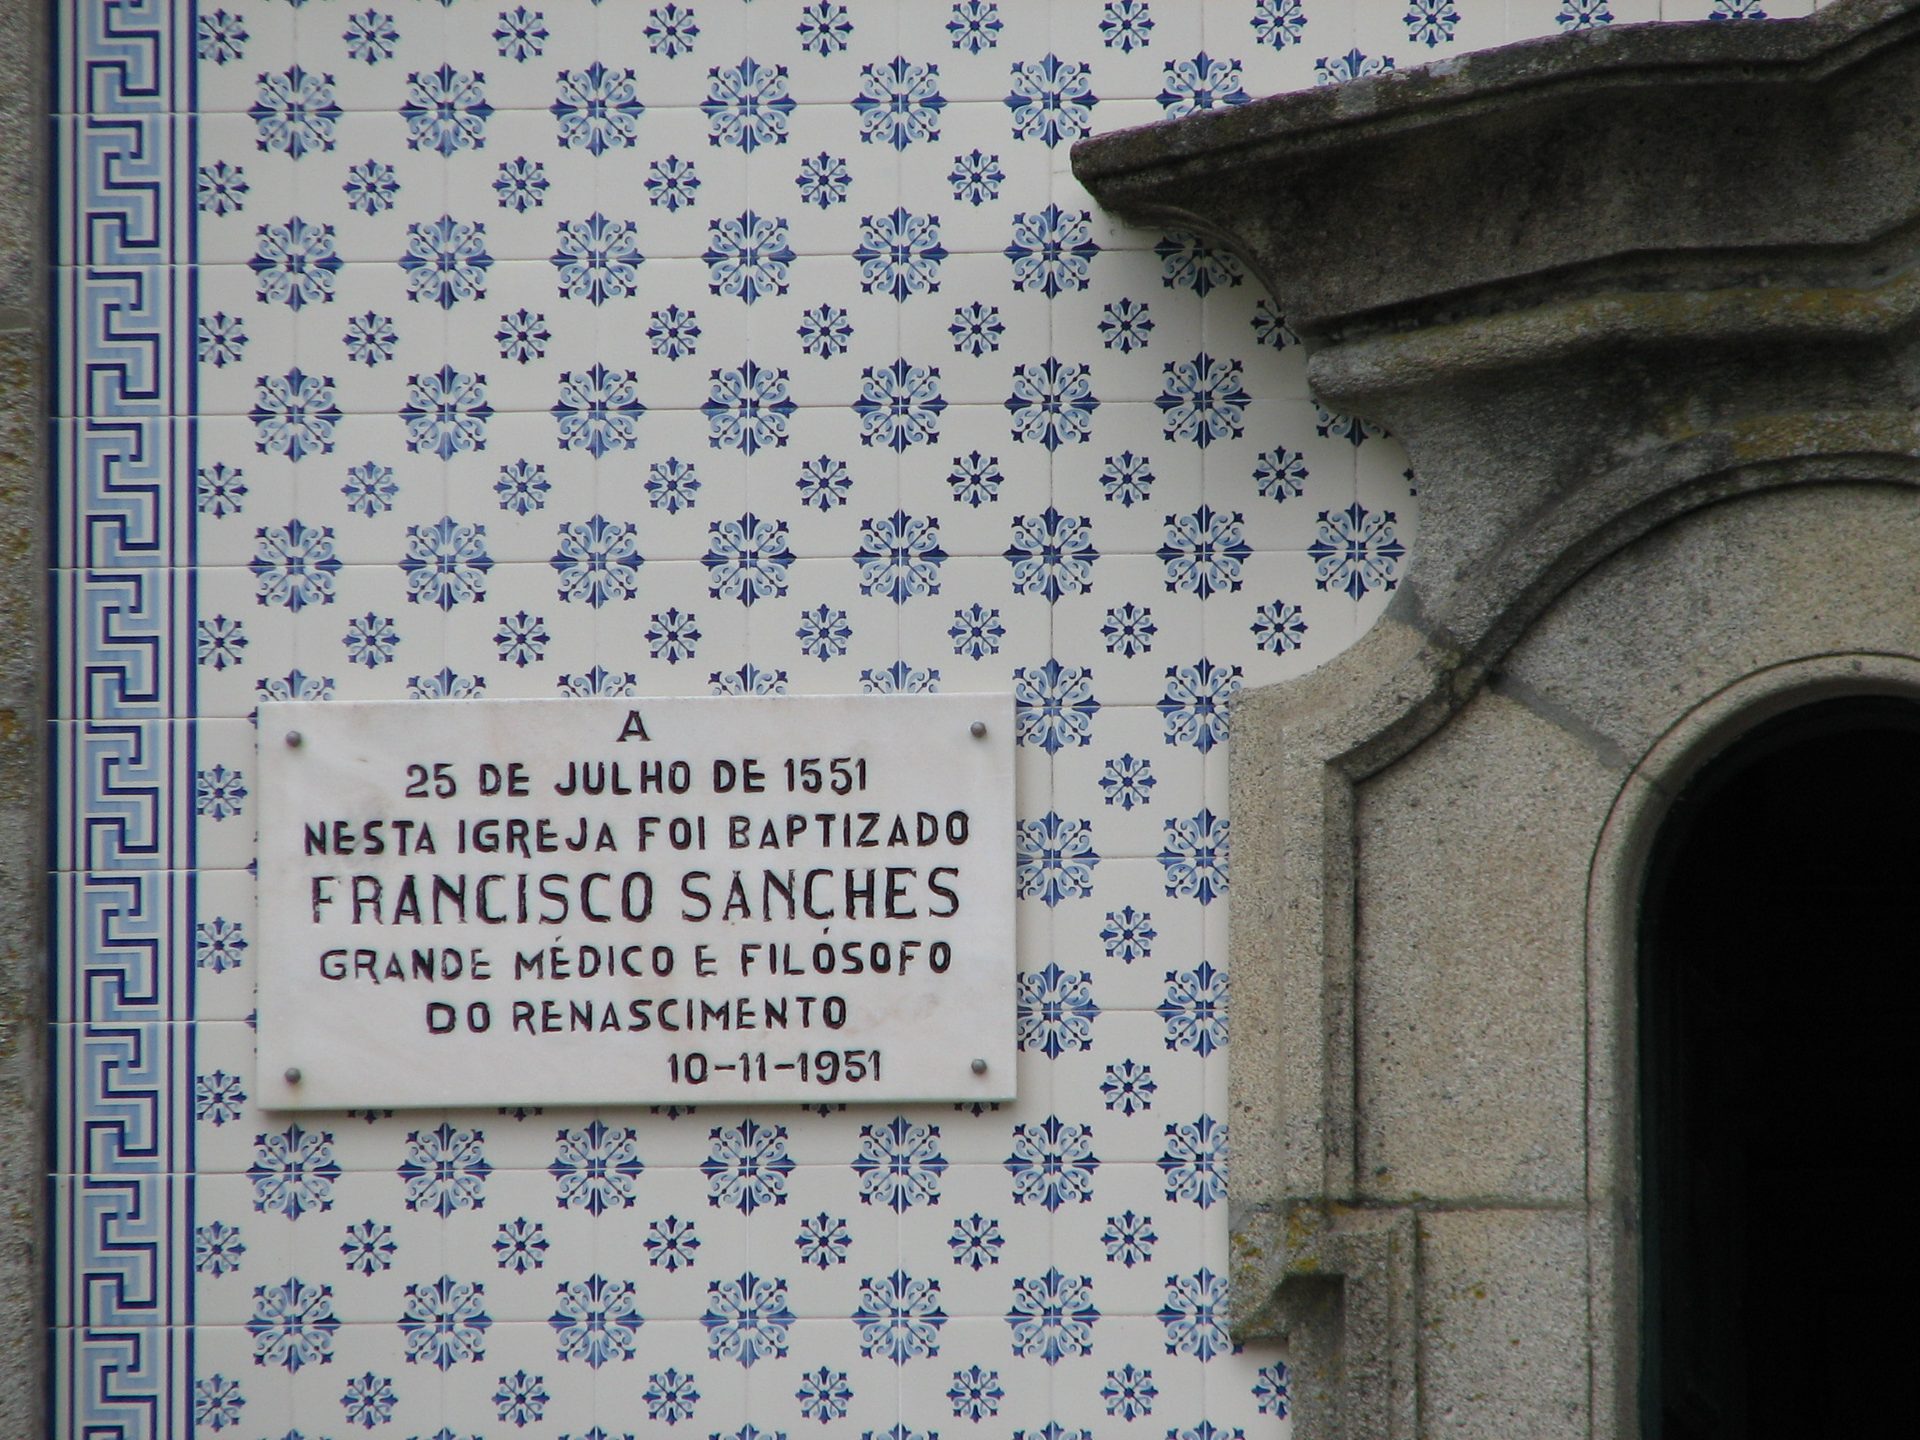 A
25 DE JULHO DE 1551
NESTA IGREJA FOI BAPTIZADO
FRANCISCO SANCHES
GRANDE MÉDICO E FILÓSOFO
DO RENASCIMENTO
10-11-1951